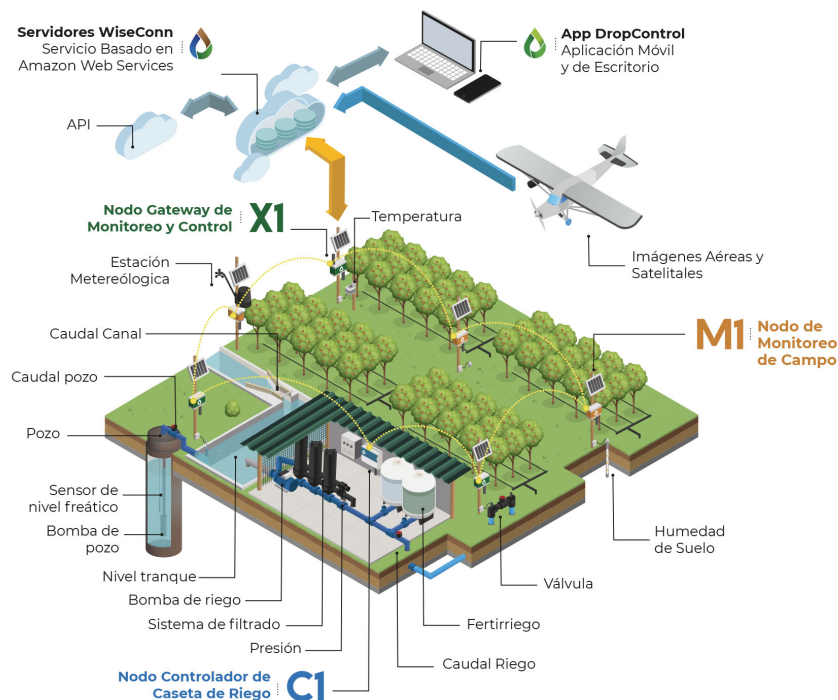 Servidores WiseConn
Servicio Basado en
Amazon Web Services
App DropControl
Aplicación Móvil
y de Escritorio
API
Nodo Gateway de
Monitoreo y Control
X1
Temperatura
Imágenes Aéreas y
Satelitales
Estación
Metereólogica
Caudal Canal
M1
Nodo de
Monitoreo
de Campo
Caudal pozo
Pozo
Sensor de
nivel freático
Bomba de
pozo
Humedad
de Suelo
Nivel tranque
Válvula
Bomba de riego
Sistema de filtrado
Fertirriego
Presión
Caudal Riego
Nodo Controlador de
Caseta de Riego
C1